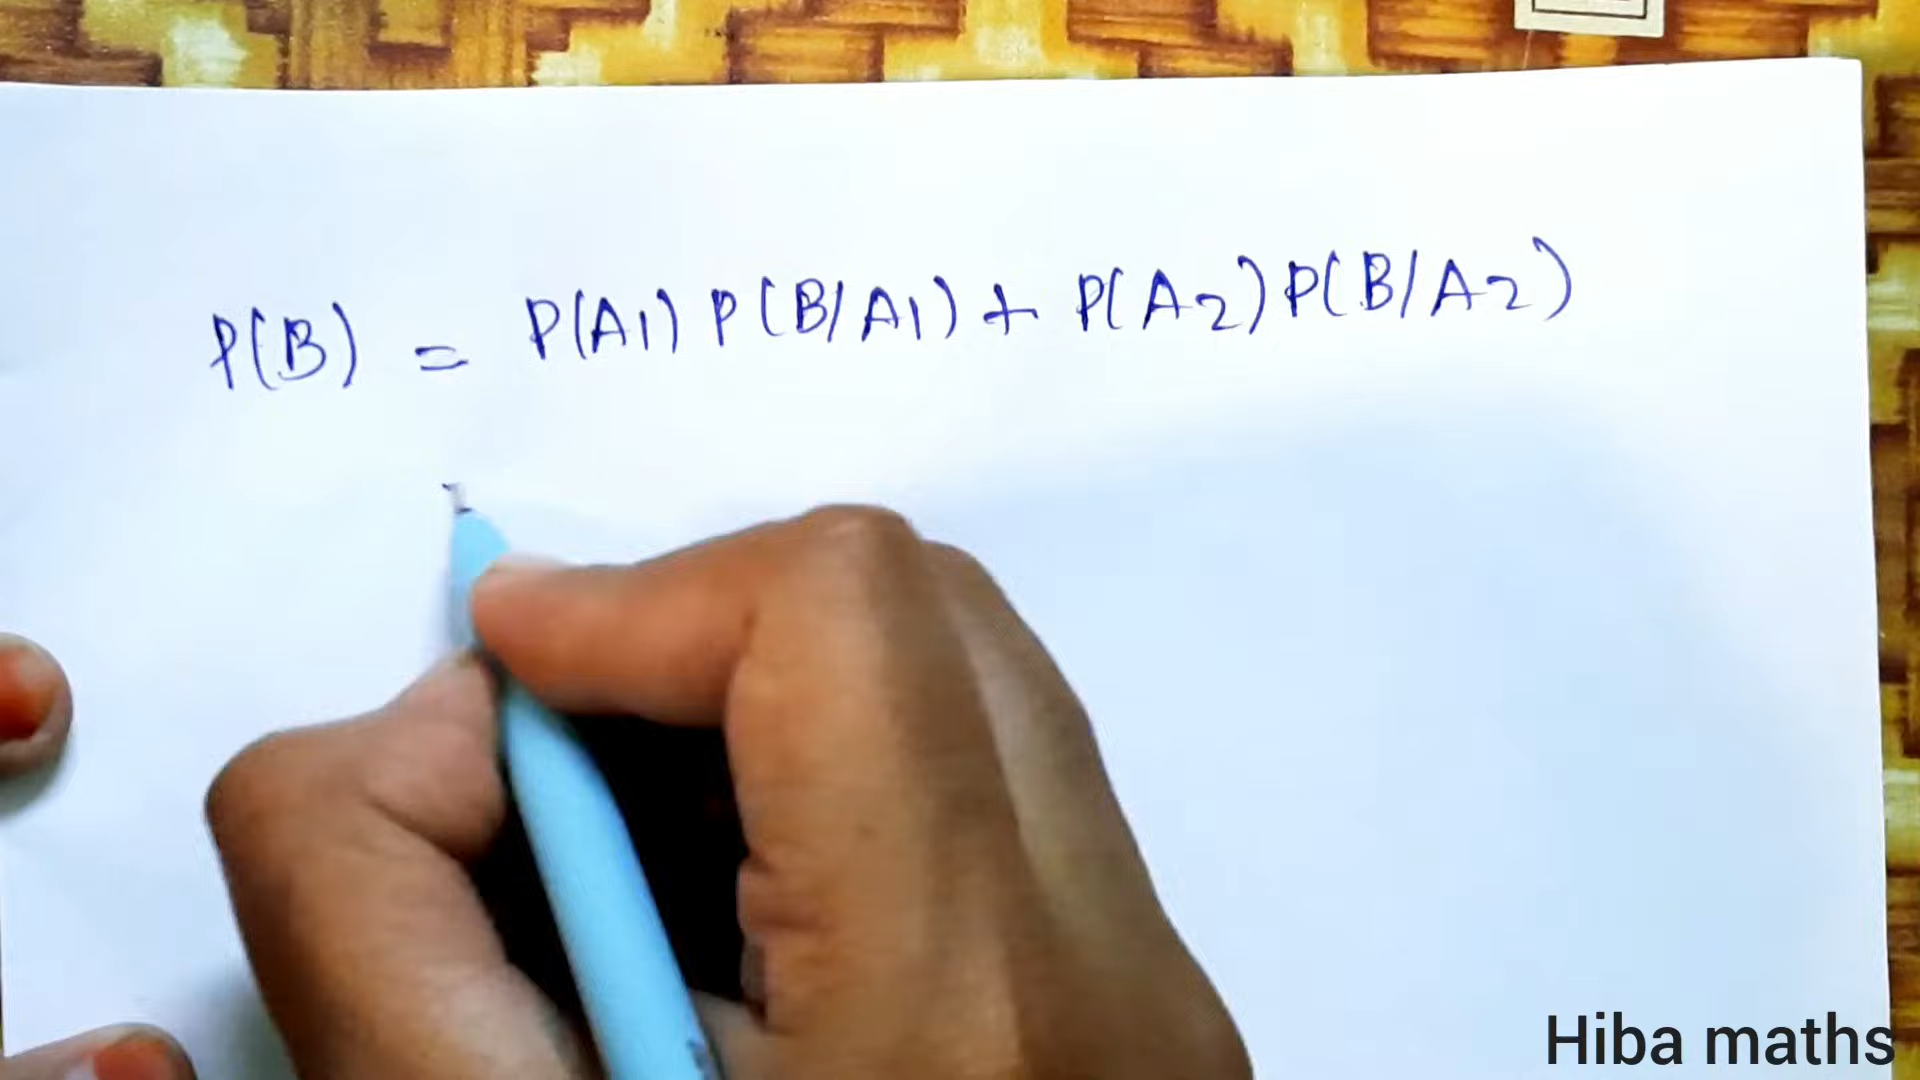 P(B) = P(A1) P(B/A1) + P(A2) P(B/A2)
Hiba maths